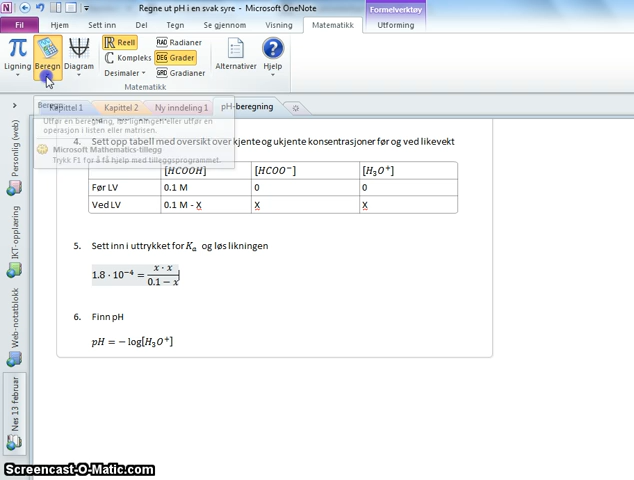 Regne ut pH i en svak syre - Microsoft OneNote
Formelverktøy
Fil Hjem Sett inn Del Tegn Se gjennom Visning Matematikk Utforming
Ligning Beregn Diagram
Reell
Kompleks
Desimaler
Radianer
DEG Grader
GRD Gradianer
Alternativer Hjelp
Matematikk
Kapittel 1 Kapittel 2 Ny inndeling 1 pH-beregning
Beregn
Utfør en beregning, løs ligningen eller utfør en
operasjon i listen eller matrisen.
Microsoft Mathematics-tillegg
Trykk F1 for å få hjelp med tilleggsprogrammet.
Personlig (web)
IKT-opplæring
Web-notatblokk
Nes 13 februar
4. Sett opp tabell med oversikt over kjente og ukjente konsentrasjoner før og ved likevekt
[HCOOH] [HCOO⁻] [H₃O⁺]
Før LV 0.1 M 0 0
Ved LV 0.1 M - X X X
5. Sett inn i uttrykket for Kₐ og løs likningen
1.8 · 10⁻⁴ = x · x / 0.1 − x
6. Finn pH
pH = − log[H₃O⁺]
Screencast-O-Matic.com